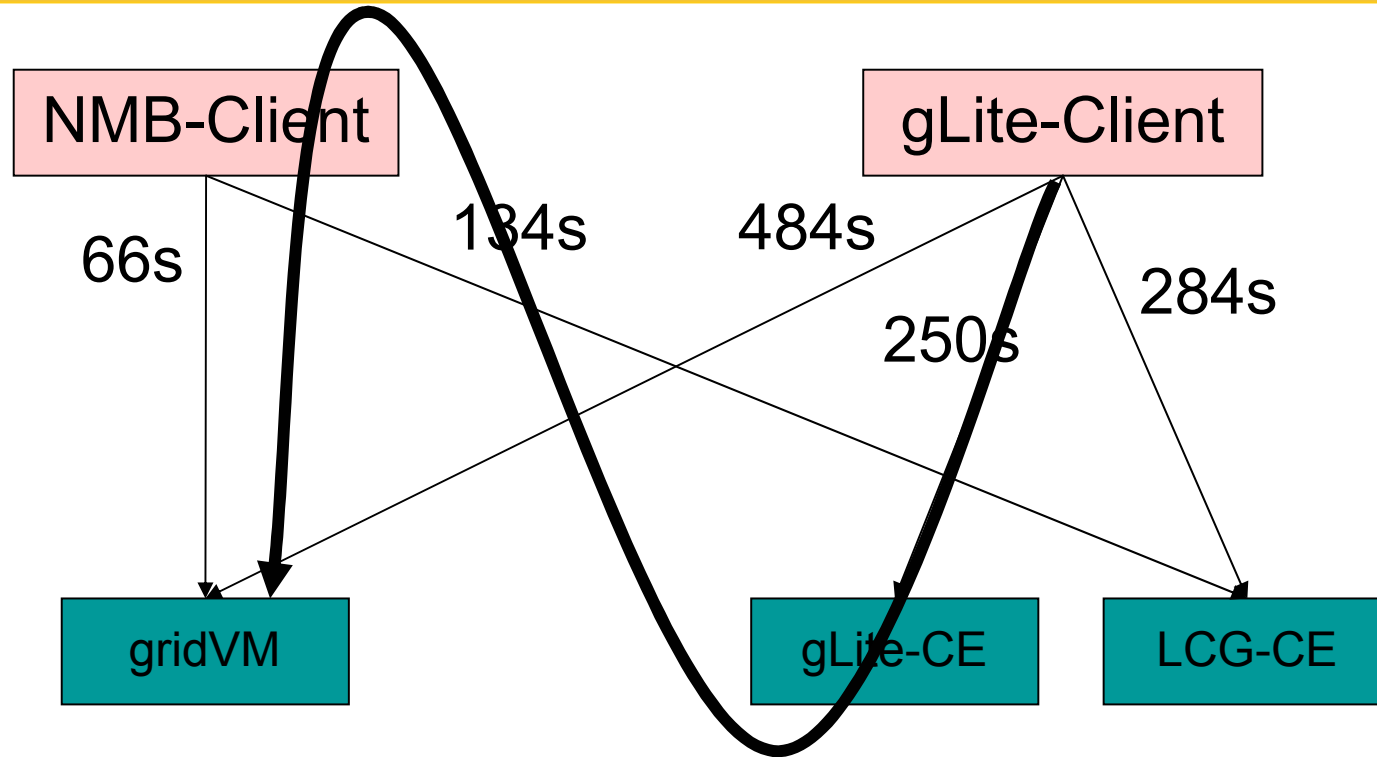 NMB-Client
gLite-Client
134s
484s
66s
284s
250s
gridVM
gLite-CE
LCG-CE